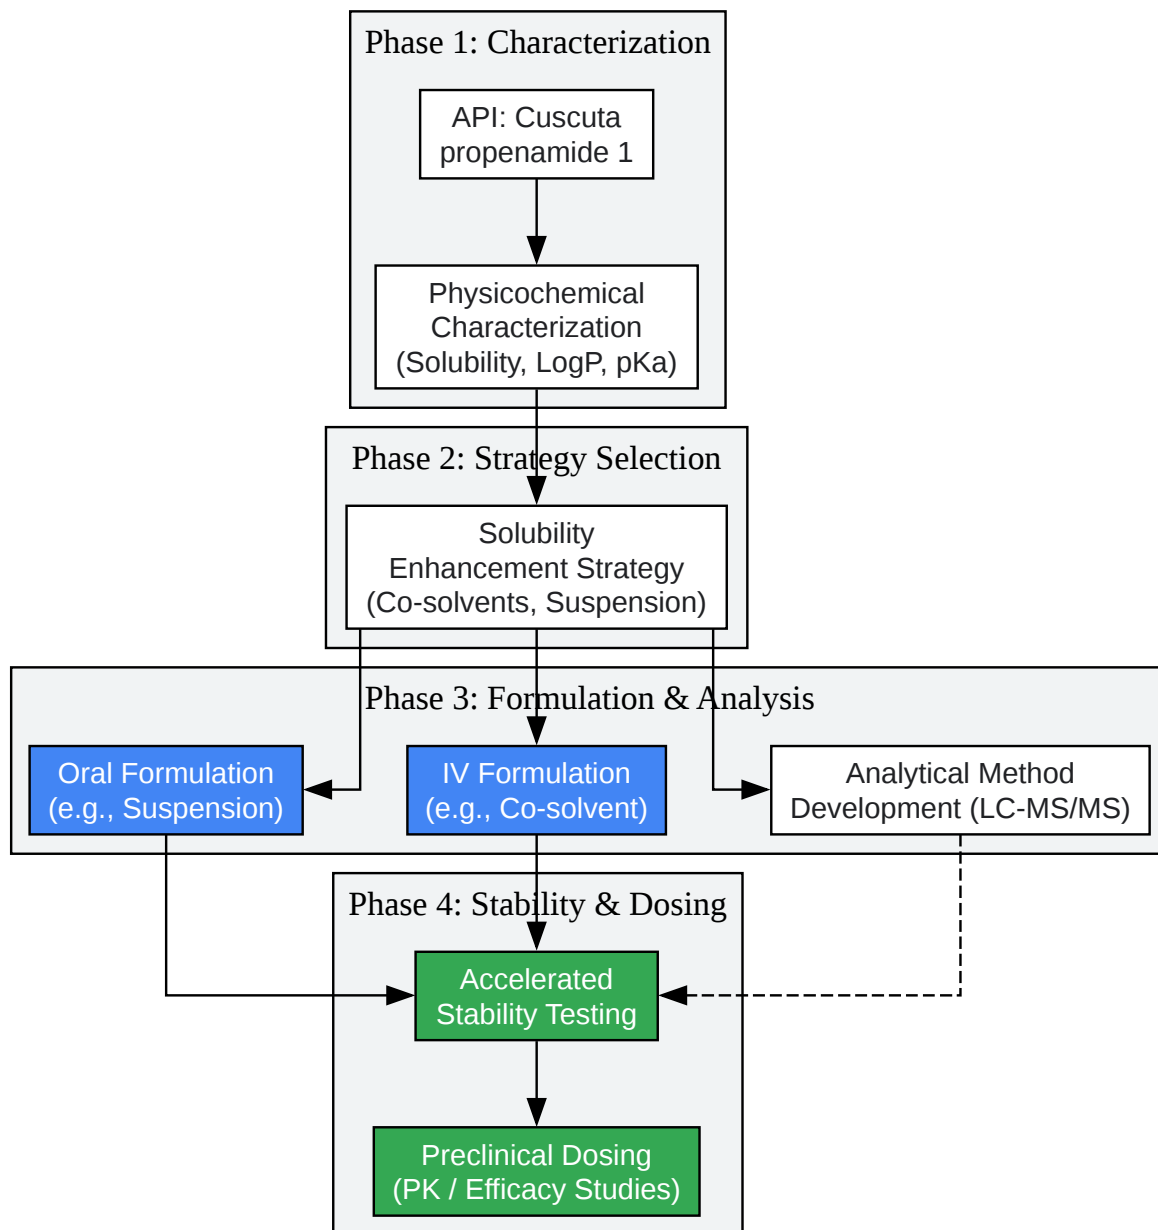 Phase 1: Characterization
API: Cuscuta
propenamide 1
Physicochemical
Characterization
(Solubility, LogP, pKa)
Phase 2: Strategy Selection
Solubility
Enhancement Strategy
(Co-solvents, Suspension)
Phase 3: Formulation & Analysis
Oral Formulation
(e.g., Suspension)
IV Formulation
(e.g., Co-solvent)
Analytical Method
Development (LC-MS/MS)
Phase 4: Stability & Dosing
Accelerated
Stability Testing
Preclinical Dosing
(PK / Efficacy Studies)